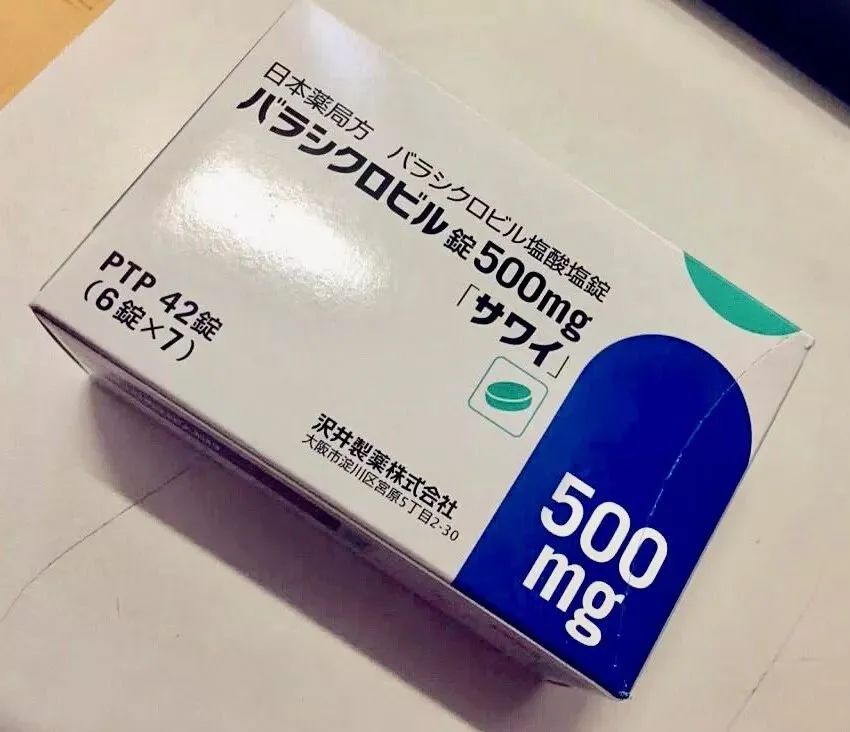 日本薬局方 バラシクロビル塩酸塩錠
バラシクロビル錠500mg
「サワイ」
PTP 42錠
(6錠×7)
沢井製薬株式会社
大阪市淀川区宮原5丁目2-30
500
mg